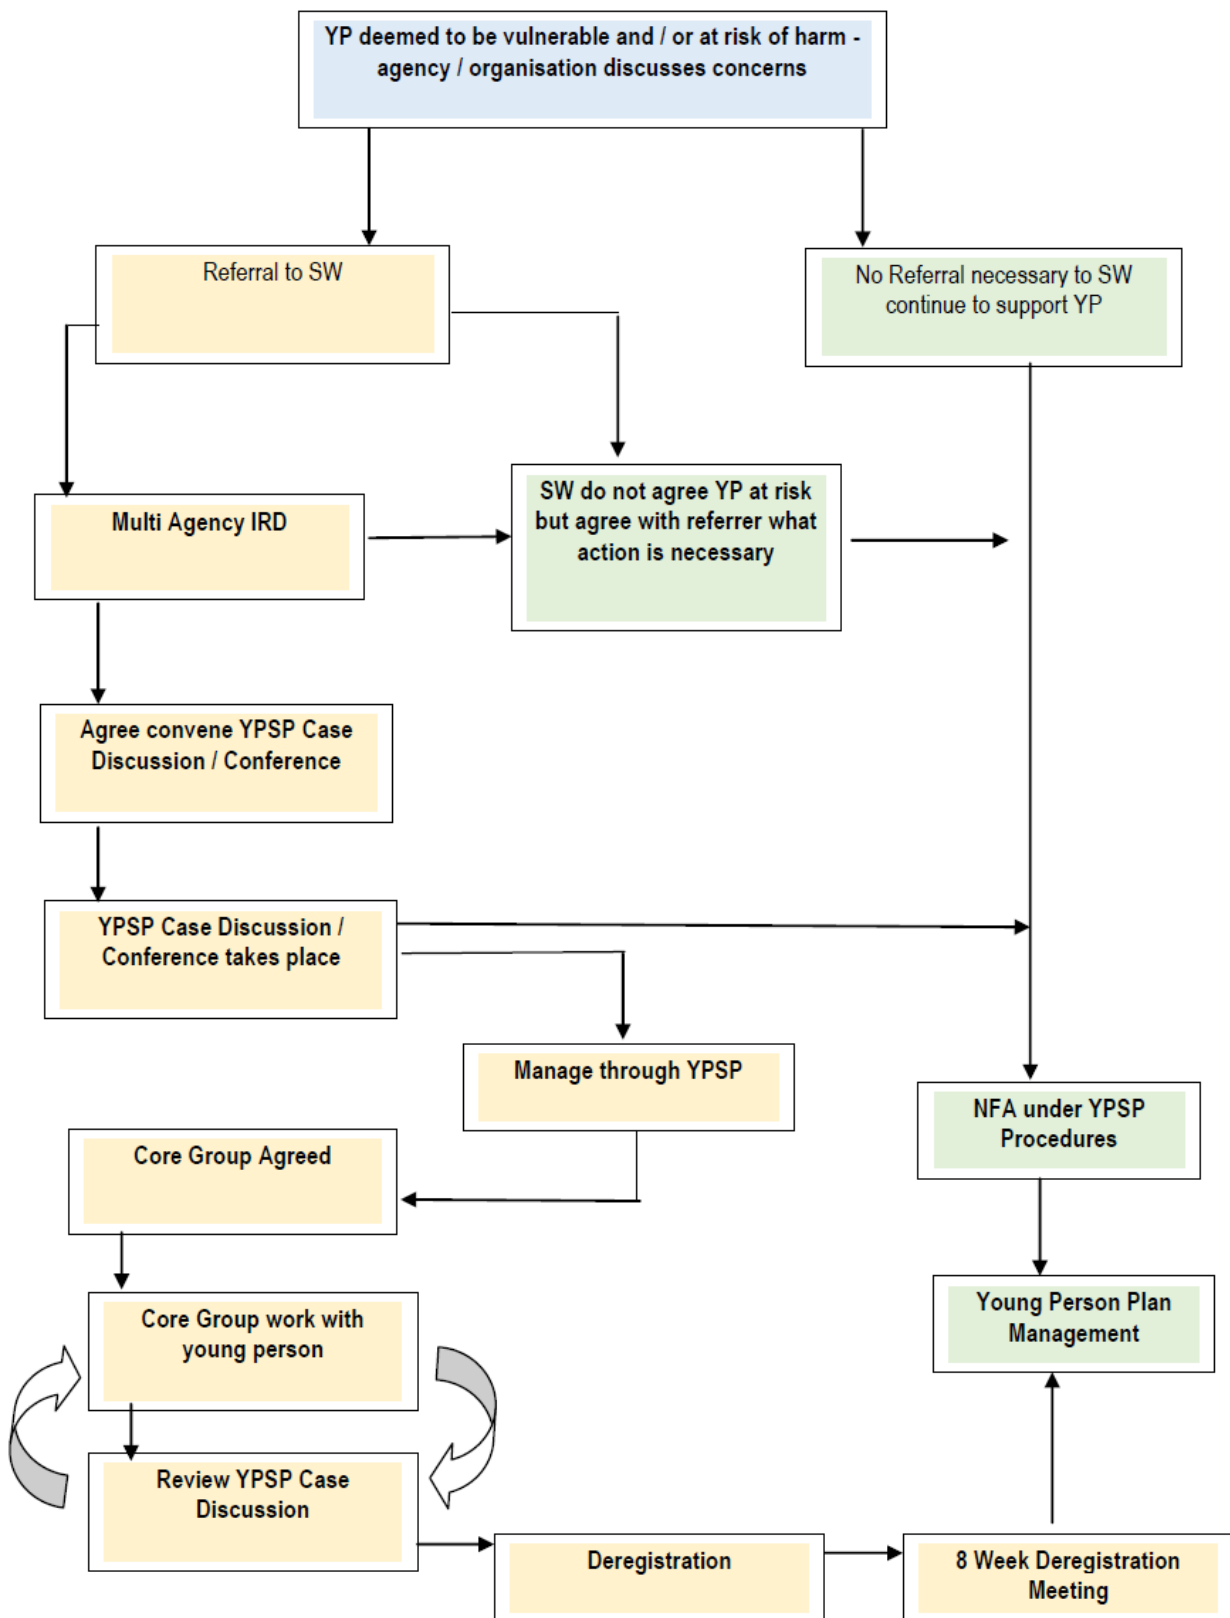 YP deemed to be vulnerable and / or at risk of harm -
agency / organisation discusses concerns
Referral to SW
No Referral necessary to SW
continue to support YP
Multi Agency IRD
SW do not agree YP at risk
but agree with referrer what
action is necessary
Agree convene YPSP Case
Discussion / Conference
YPSP Case Discussion /
Conference takes place
Manage through YPSP
NFA under YPSP
Procedures
Core Group Agreed
Young Person Plan
Management
Core Group work with
young person
Review YPSP Case
Discussion
Deregistration
8 Week Deregistration
Meeting